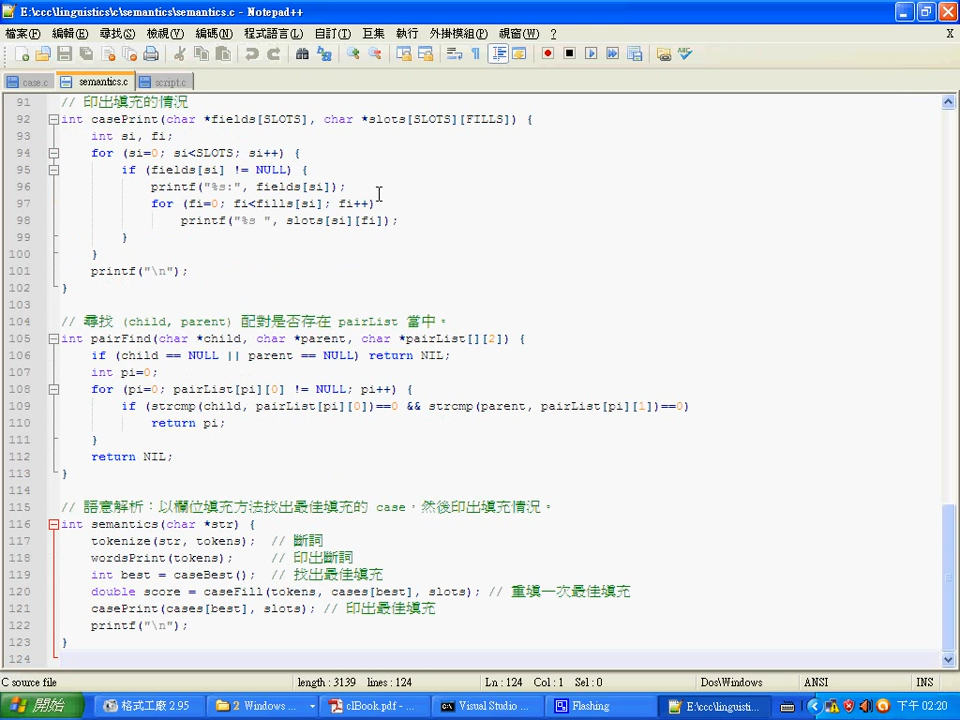 E:\ccc\linguistics\c\semantics\semantics.c - Notepad++
檔案(F) 編輯(E) 尋找(S) 檢視(V) 編碼(N) 程式語言(L) 自訂(T) 巨集 執行 外掛模組(P) 視窗(W) ? X
case.c semantics.c script.c
91 // 印出填充的情況
92 int casePrint(char *fields[SLOTS], char *slots[SLOTS][FILLS]) {
93 int si, fi;
94 for (si=0; si<SLOTS; si++) {
95 if (fields[si] != NULL) {
96 printf("%s:", fields[si]);
97 for (fi=0; fi<fills[si]; fi++)
98 printf("%s ", slots[si][fi]);
99 }
100 }
101 printf("\n");
102 }
103
104 // 尋找 (child, parent) 配對是否存在 pairList 當中。
105 int pairFind(char *child, char *parent, char *pairList[][2]) {
106 if (child == NULL || parent == NULL) return NIL;
107 int pi=0;
108 for (pi=0; pairList[pi][0] != NULL; pi++) {
109 if (strcmp(child, pairList[pi][0])==0 && strcmp(parent, pairList[pi][1])==0)
110 return pi;
111 }
112 return NIL;
113 }
114
115 // 語意解析：以欄位填充方法找出最佳填充的 case，然後印出填充情況。
116 int semantics(char *str) {
117 tokenize(str, tokens); // 斷詞
118 wordsPrint(tokens); // 印出斷詞
119 int best = caseBest(); // 找出最佳填充
120 double score = caseFill(tokens, cases[best], slots); // 重填一次最佳填充
121 casePrint(cases[best], slots); // 印出最佳填充
122 printf("\n");
123 }
124
C source file length : 3139 lines : 124 Ln : 124 Col : 1 Sel : 0 Dos\Windows ANSI INS
開始 格式工廠 2.95 2 Windows ... clBook.pdf - ... Visual Studio ... Flashing E:\ccc\linguisti... 下午 02:20